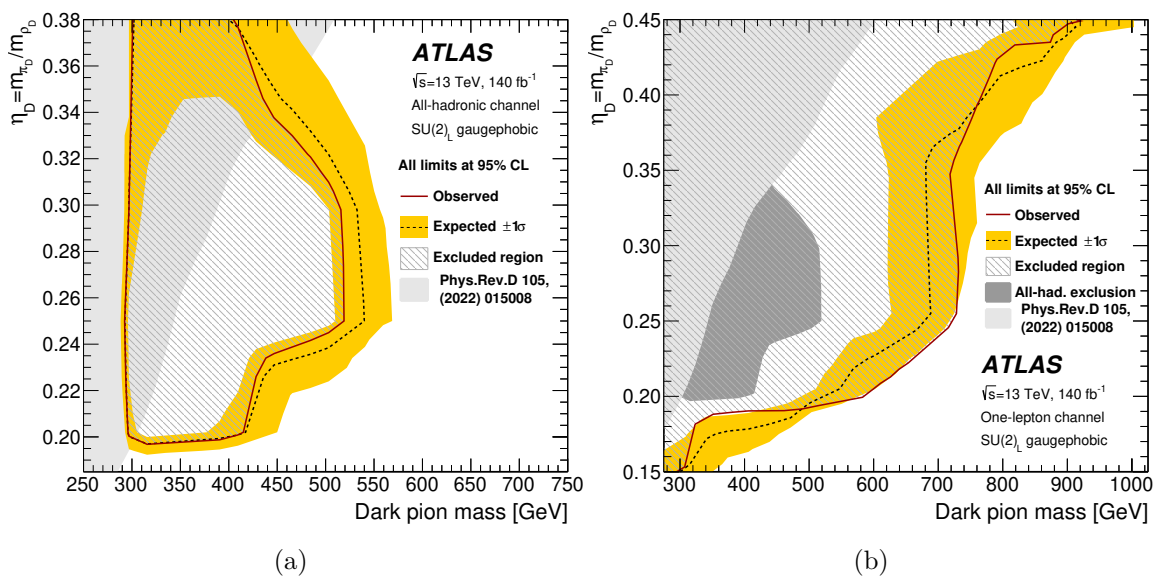 0.38
0.36
0.34
0.32
0.30
0.28
0.26
0.24
0.22
0.20
η_D=m_{π_D}/m_{ρ_D}
ATLAS
√s=13 TeV, 140 fb⁻¹
All-hadronic channel
SU(2)_L gaugephobic
All limits at 95% CL
Observed
Expected ±1σ
Excluded region
Phys.Rev.D 105,
(2022) 015008
250 300 350 400 450 500 550 600 650 700 750
Dark pion mass [GeV]
(a)
0.45
0.40
0.35
0.30
0.25
0.20
0.15
η_D=m_{π_D}/m_{ρ_D}
All limits at 95% CL
Observed
Expected ±1σ
Excluded region
All-had. exclusion
Phys.Rev.D 105,
(2022) 015008
ATLAS
√s=13 TeV, 140 fb⁻¹
One-lepton channel
SU(2)_L gaugephobic
300 400 500 600 700 800 900 1000
Dark pion mass [GeV]
(b)